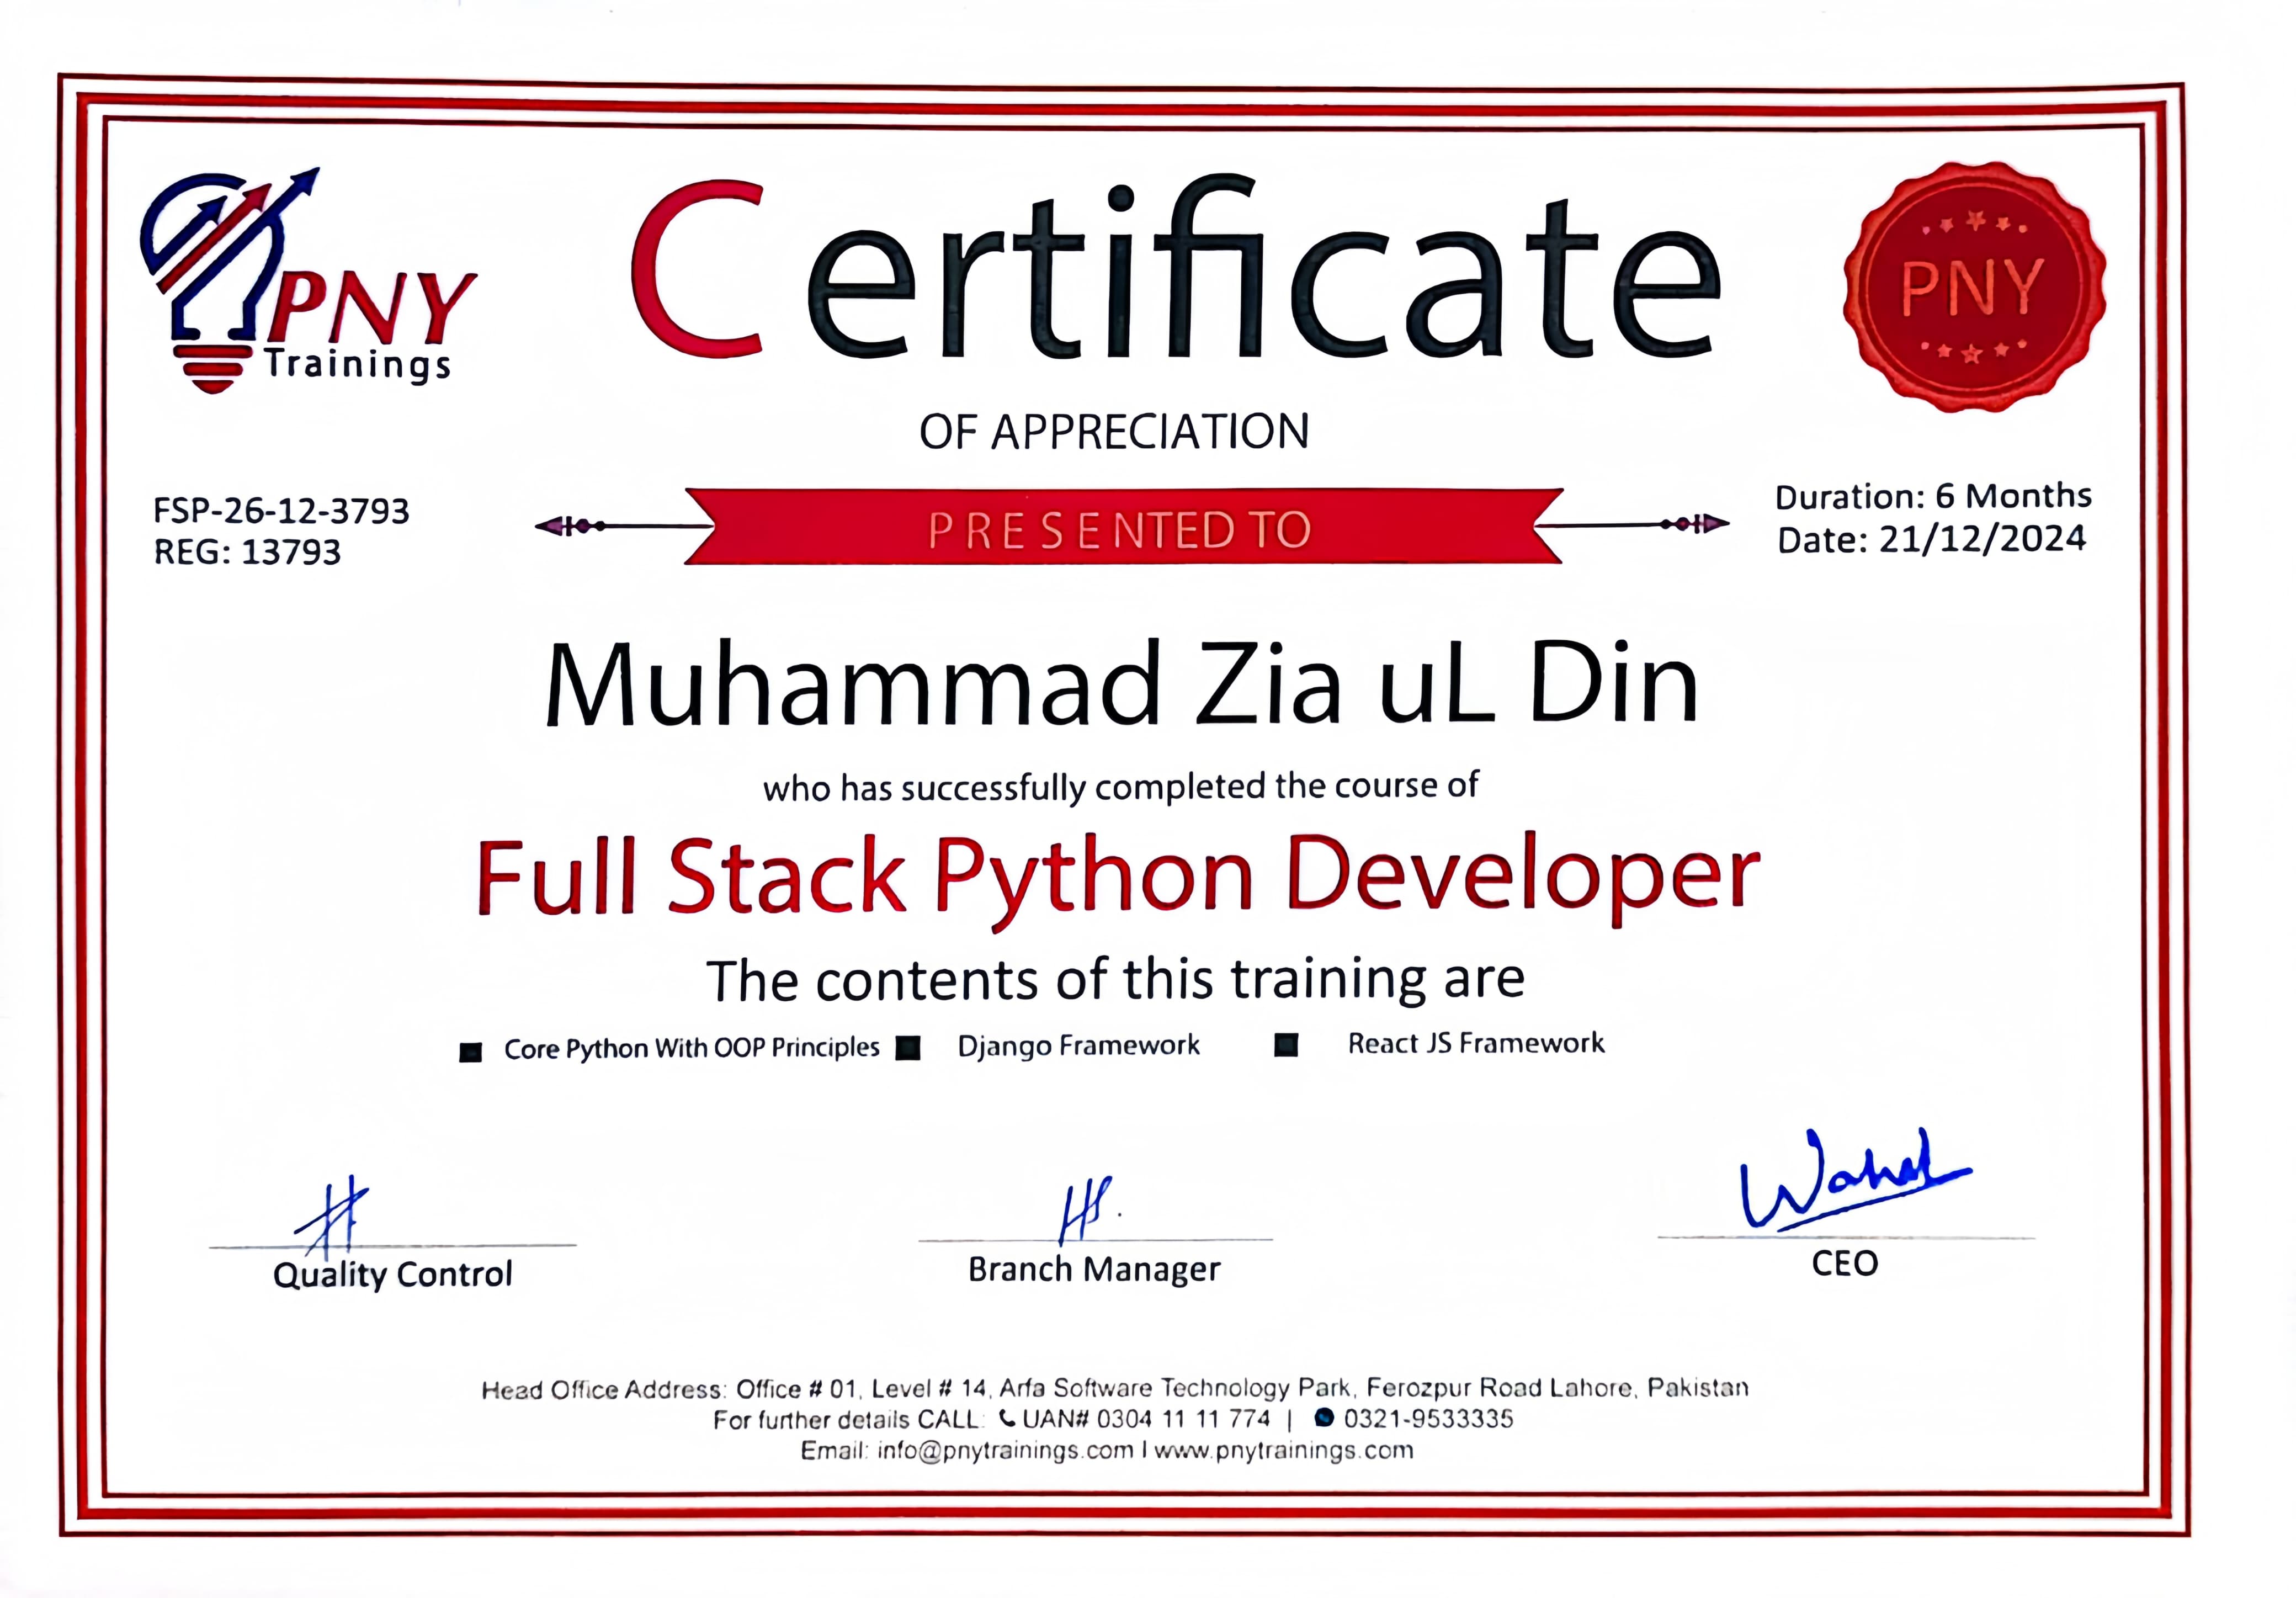 PNY
Trainings
Certificate
PNY
OF APPRECIATION
FSP-26-12-3793
REG: 13793
PRESENTED TO
Duration: 6 Months
Date: 21/12/2024
Muhammad Zia uL Din
who has successfully completed the course of
Full Stack Python Developer
The contents of this training are
Core Python With OOP Principles
Django Framework
React JS Framework
Quality Control
Branch Manager
CEO
Head Office Address: Office # 01, Level # 14, Arfa Software Technology Park, Ferozpur Road Lahore, Pakistan
For further details CALL: UAN# 0304 11 11 774 | 0321-9533335
Email: info@pnytrainings.com | www.pnytrainings.com